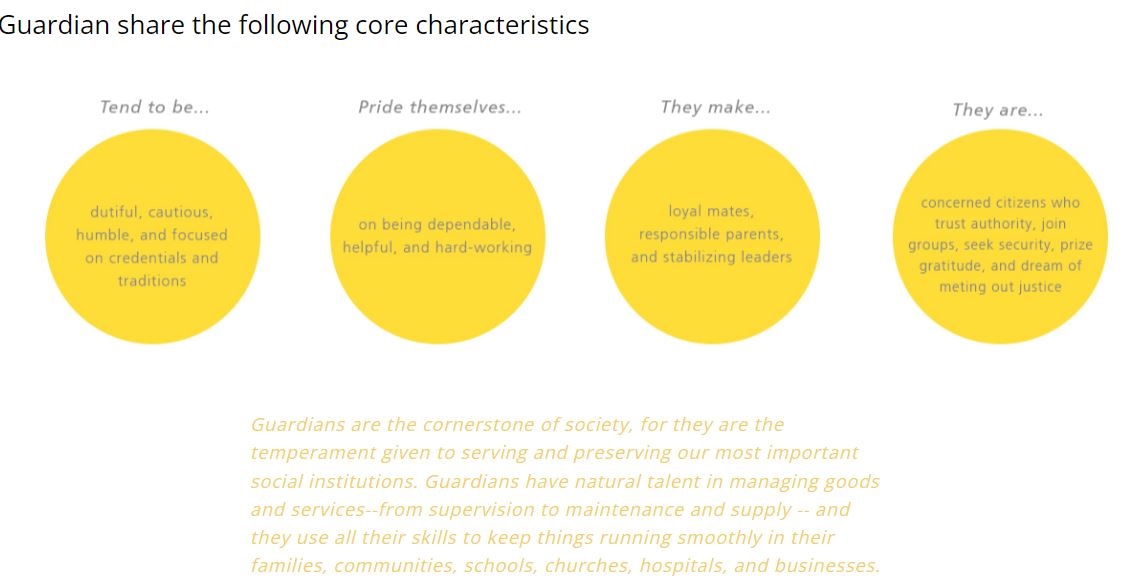 Guardian share the following core characteristics
Tend to be...
dutiful, cautious,
humble, and focused
on credentials and
traditions
Pride themselves...
on being dependable,
helpful, and hard-working
They make...
loyal mates,
responsible parents,
and stabilizing leaders
They are...
concerned citizens who
trust authority, join
groups, seek security, prize
gratitude, and dream of
meting out justice
Guardians are the cornerstone of society, for they are the
temperament given to serving and preserving our most important
social institutions. Guardians have natural talent in managing goods
and services--from supervision to maintenance and supply -- and
they use all their skills to keep things running smoothly in their
families, communities, schools, churches, hospitals, and businesses.